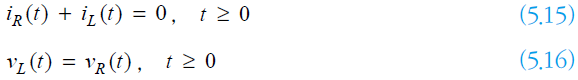 i_R(t) + i_L(t) = 0, t ≥ 0 (5.15)
v_L(t) = v_R(t), t ≥ 0 (5.16)